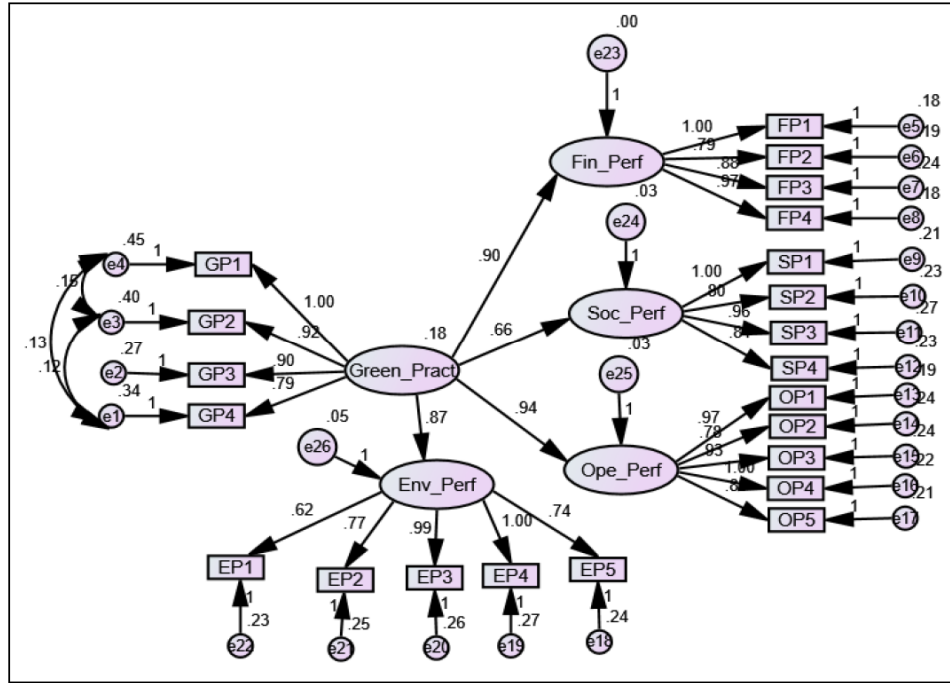 .00
e23
1
.18
1.00
FP1
1
e5
.19
.79
FP2
1
e6
.24
.88
FP3
1
e7
.18
.97
FP4
1
e8
Fin_Perf
.03
e24
1
.90
.21
1.00
SP1
1
e9
.23
.80
SP2
1
e10
.27
.96
SP3
1
e11
.23
SP4
1
e12
Soc_Perf
.66
.45
e4
1
GP1
1.00
.15
.40
e3
1
GP2
.92
.13
.27
e2
1
GP3
.90
.12
.34
e1
1
GP4
.79
.18
Green_Pract
.03
e25
1
.94
.19
.97
OP1
1
e13
.24
.78
OP2
1
e14
.24
.93
OP3
1
e15
.22
1.00
OP4
1
e16
.21
OP5
1
e17
Ope_Perf
.87
.05
e26
1
Env_Perf
.62
.77
.99
1.00
.74
EP1
EP2
EP3
EP4
EP5
1
1
1
1
1
.23
.25
.26
.27
.24
e22
e21
e20
e19
e18